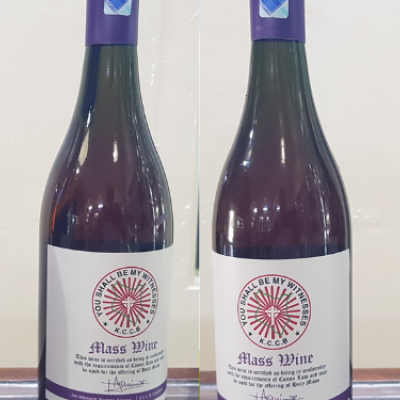 YOU SHALL BE MY WITNESSES
K.C.C.B
Mass Wine
This wine is certified as being in conformity
with the requirements of Canon Law and may
be used for the offering of Holy Mass
YOU SHALL BE MY WITNESSES
K.C.C.B
Mass Wine
This wine is certified as being in conformity
with the requirements of Canon Law and may
be used for the offering of Holy Mass